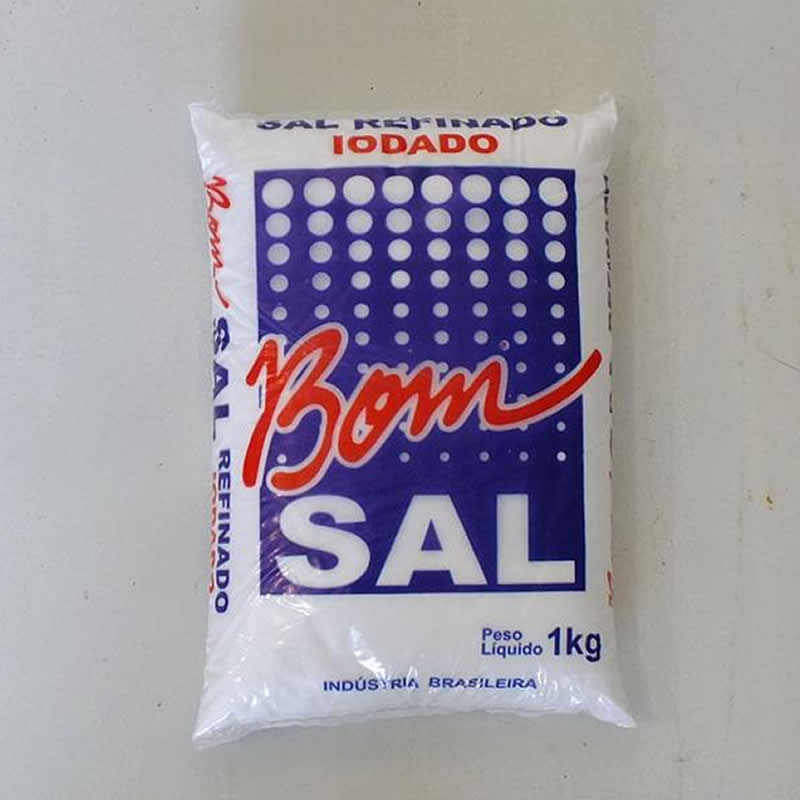 SAL REFINADO
IODADO
Bom
SAL
Peso
Líquido 1kg
INDÚSTRIA BRASILEIRA
Bom SAL REFINADO